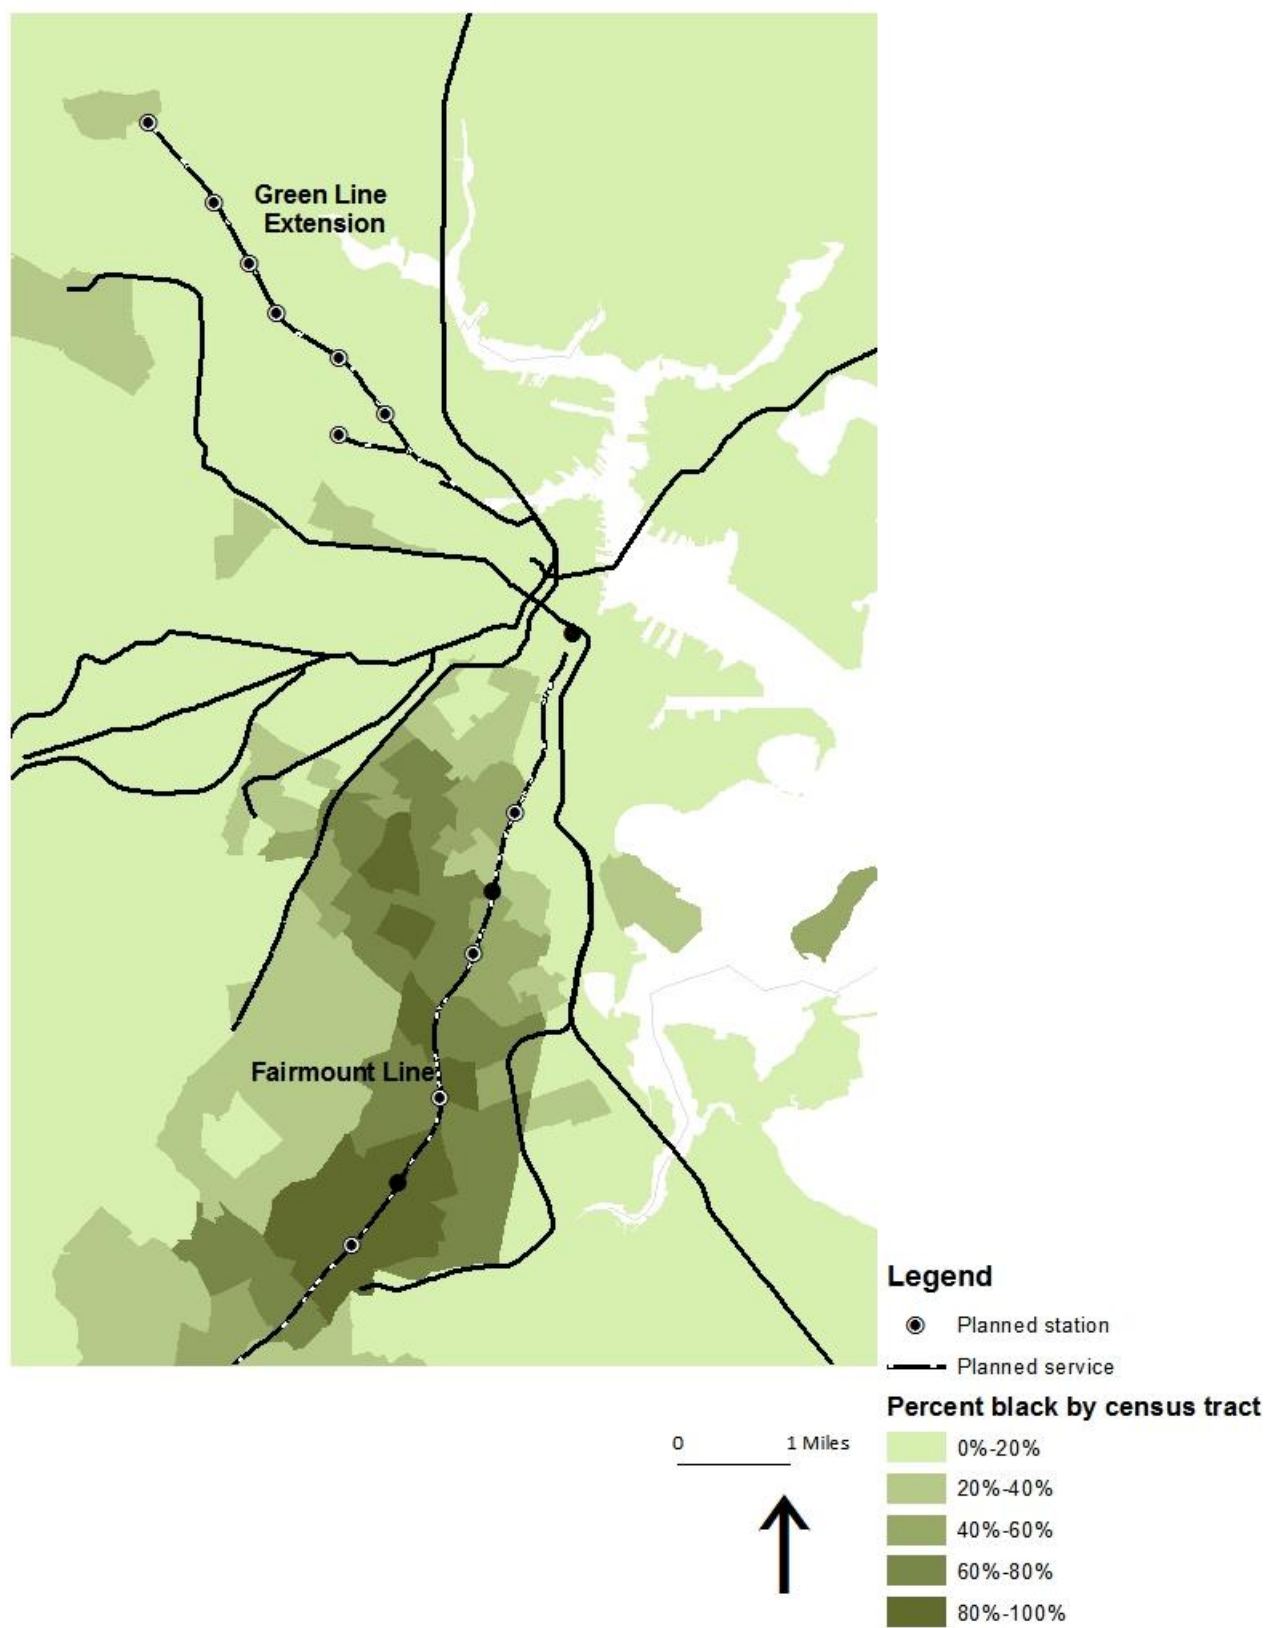 Green Line
Extension
Fairmount Line
Legend
Planned station
Planned service
Percent black by census tract
0%-20%
20%-40%
40%-60%
60%-80%
80%-100%
0 1 Miles